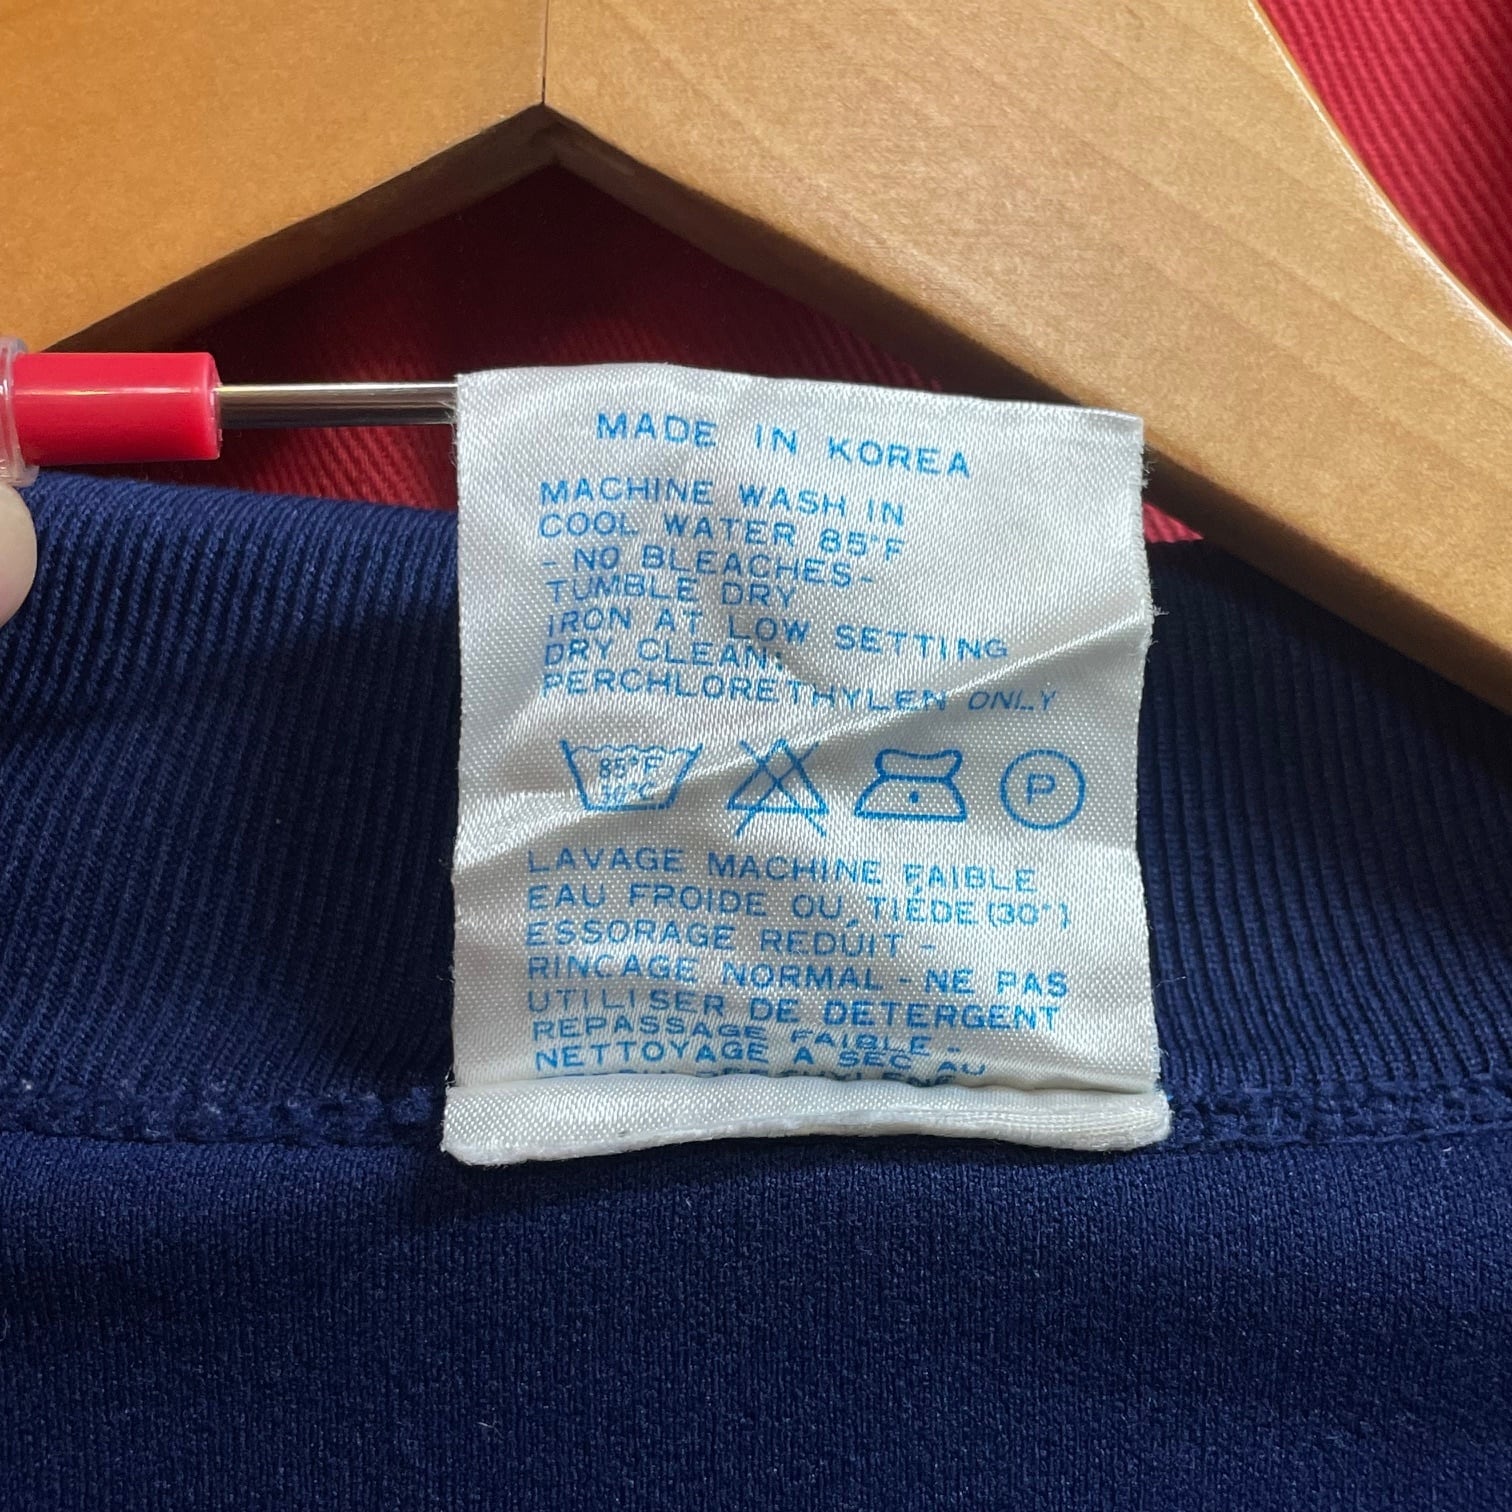 MADE IN KOREA
MACHINE WASH IN
COOL WATER 85°F
- NO BLEACHES-
TUMBLE DRY
IRON AT LOW SETTING
DRY CLEAN:
PERCHLORETHYLEN ONLY
85°F
30°C
P
LAVAGE MACHINE FAIBLE
EAU FROIDE OU TIÉDE (30°)
ESSORAGE REDUIT -
RINCAGE NORMAL - NE PAS
UTILISER DE DETERGENT
REPASSAGE FAIBLE -
NETTOYAGE A SEC AU